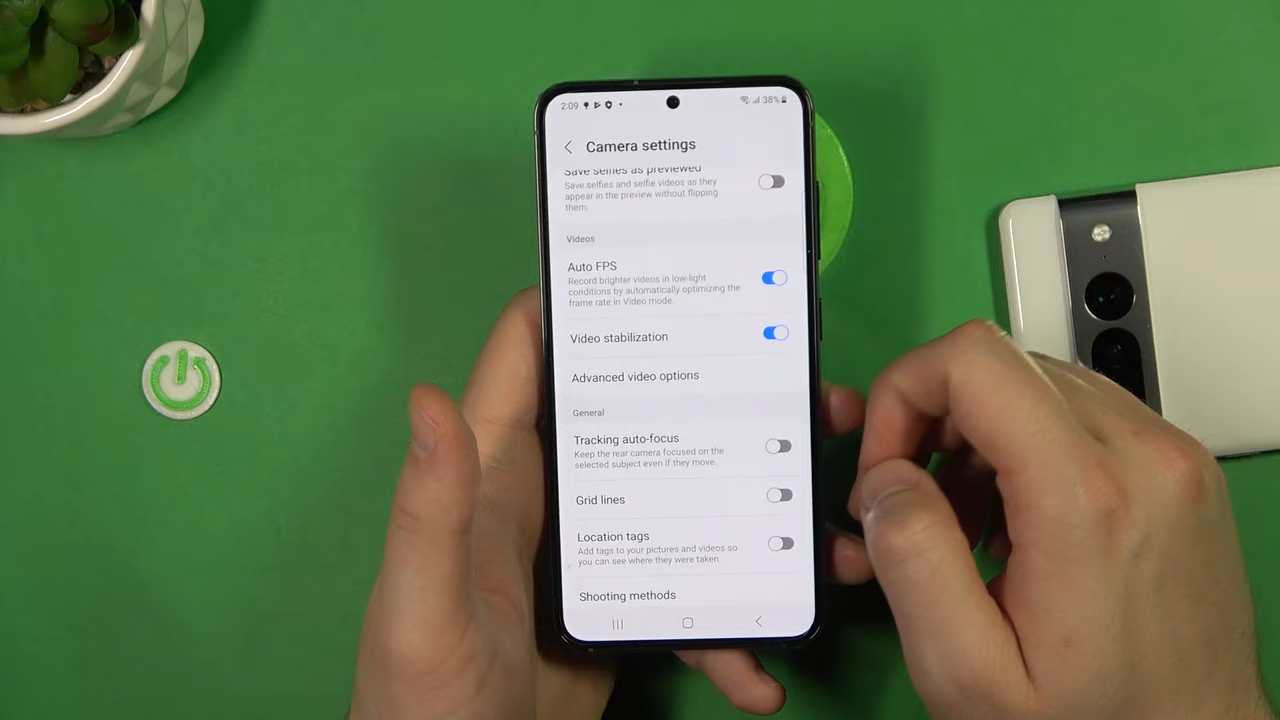 2:09
38%
Camera settings
Save selfies as previewed
Save selfies and selfie videos as they
appear in the preview without flipping
them.
Videos
Auto FPS
Record brighter videos in low-light
conditions by automatically optimizing the
frame rate in Video mode.
Video stabilization
Advanced video options
General
Tracking auto-focus
Keep the rear camera focused on the
selected subject even if they move.
Grid lines
Location tags
Add tags to your pictures and videos so
you can see where they were taken
Shooting methods